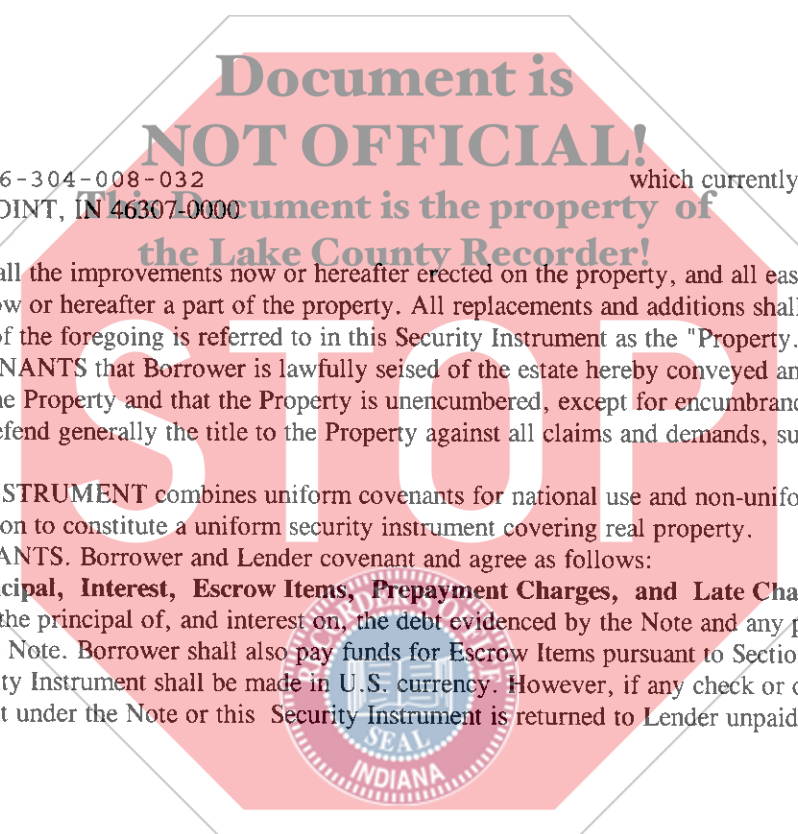 Document is
NOT OFFICIAL!
6-304-008-032 which currently
OINT, IN 46307-0000
This Document is the property of
the Lake County Recorder!
all the improvements now or hereafter erected on the property, and all eas
ow or hereafter a part of the property. All replacements and additions shall
of the foregoing is referred to in this Security Instrument as the "Property.
NANTS that Borrower is lawfully seised of the estate hereby conveyed an
he Property and that the Property is unencumbered, except for encumbranc
efend generally the title to the Property against all claims and demands, su
STOP
STRUMENT combines uniform covenants for national use and non-unifo
on to constitute a uniform security instrument covering real property.
ANTS. Borrower and Lender covenant and agree as follows:
cipal, Interest, Escrow Items, Prepayment Charges, and Late Cha
the principal of, and interest on, the debt evidenced by the Note and any p
Note. Borrower shall also pay funds for Escrow Items pursuant to Sectio
ty Instrument shall be made in U.S. currency. However, if any check or o
t under the Note or this Security Instrument is returned to Lender unpaid
RECORDER'S OFFICE
SEAL
INDIANA